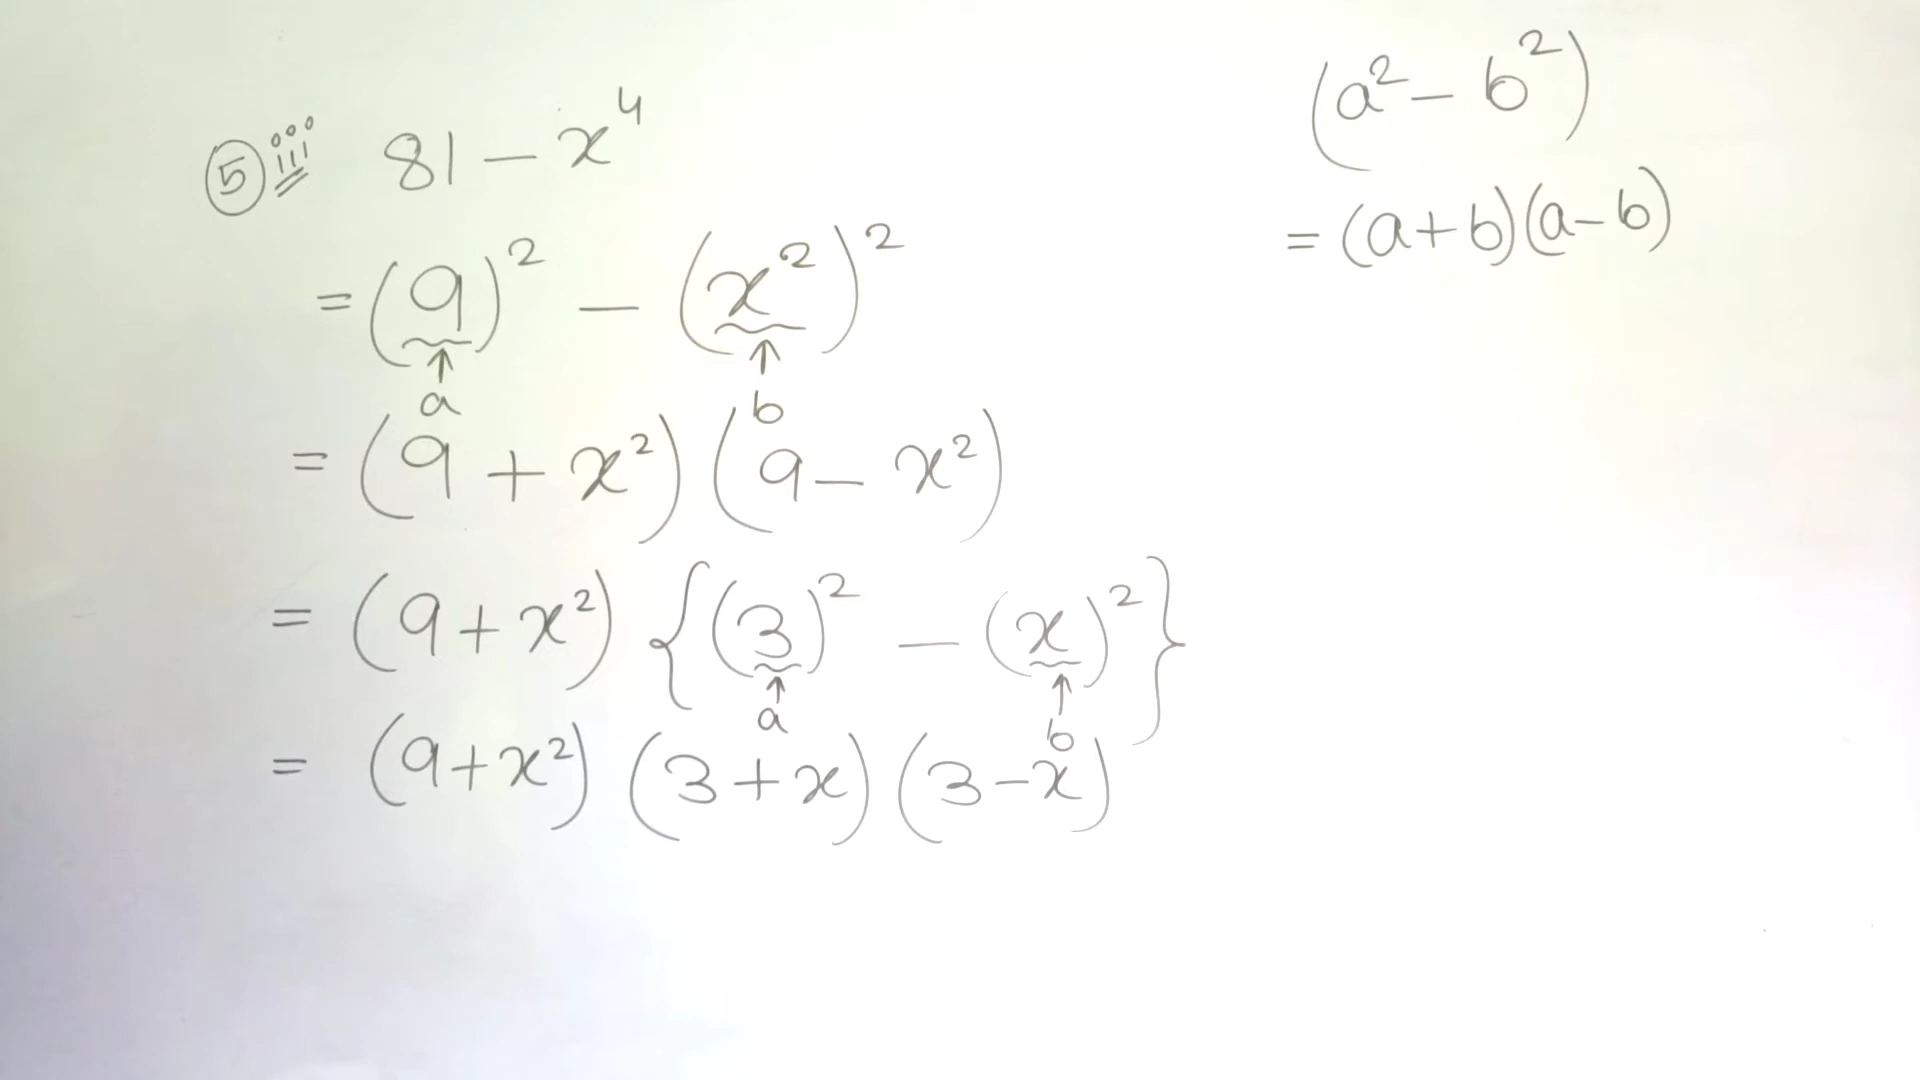 ⑤ iii 81 - x⁴
= (9)² - (x²)²
↑ ↑
a b
= (9 + x²) (9 - x²)
= (9 + x²) {(3)² - (x)²}
↑ ↑
a b
= (9 + x²) (3 + x) (3 - x)
(a² - b²)
= (a + b)(a - b)